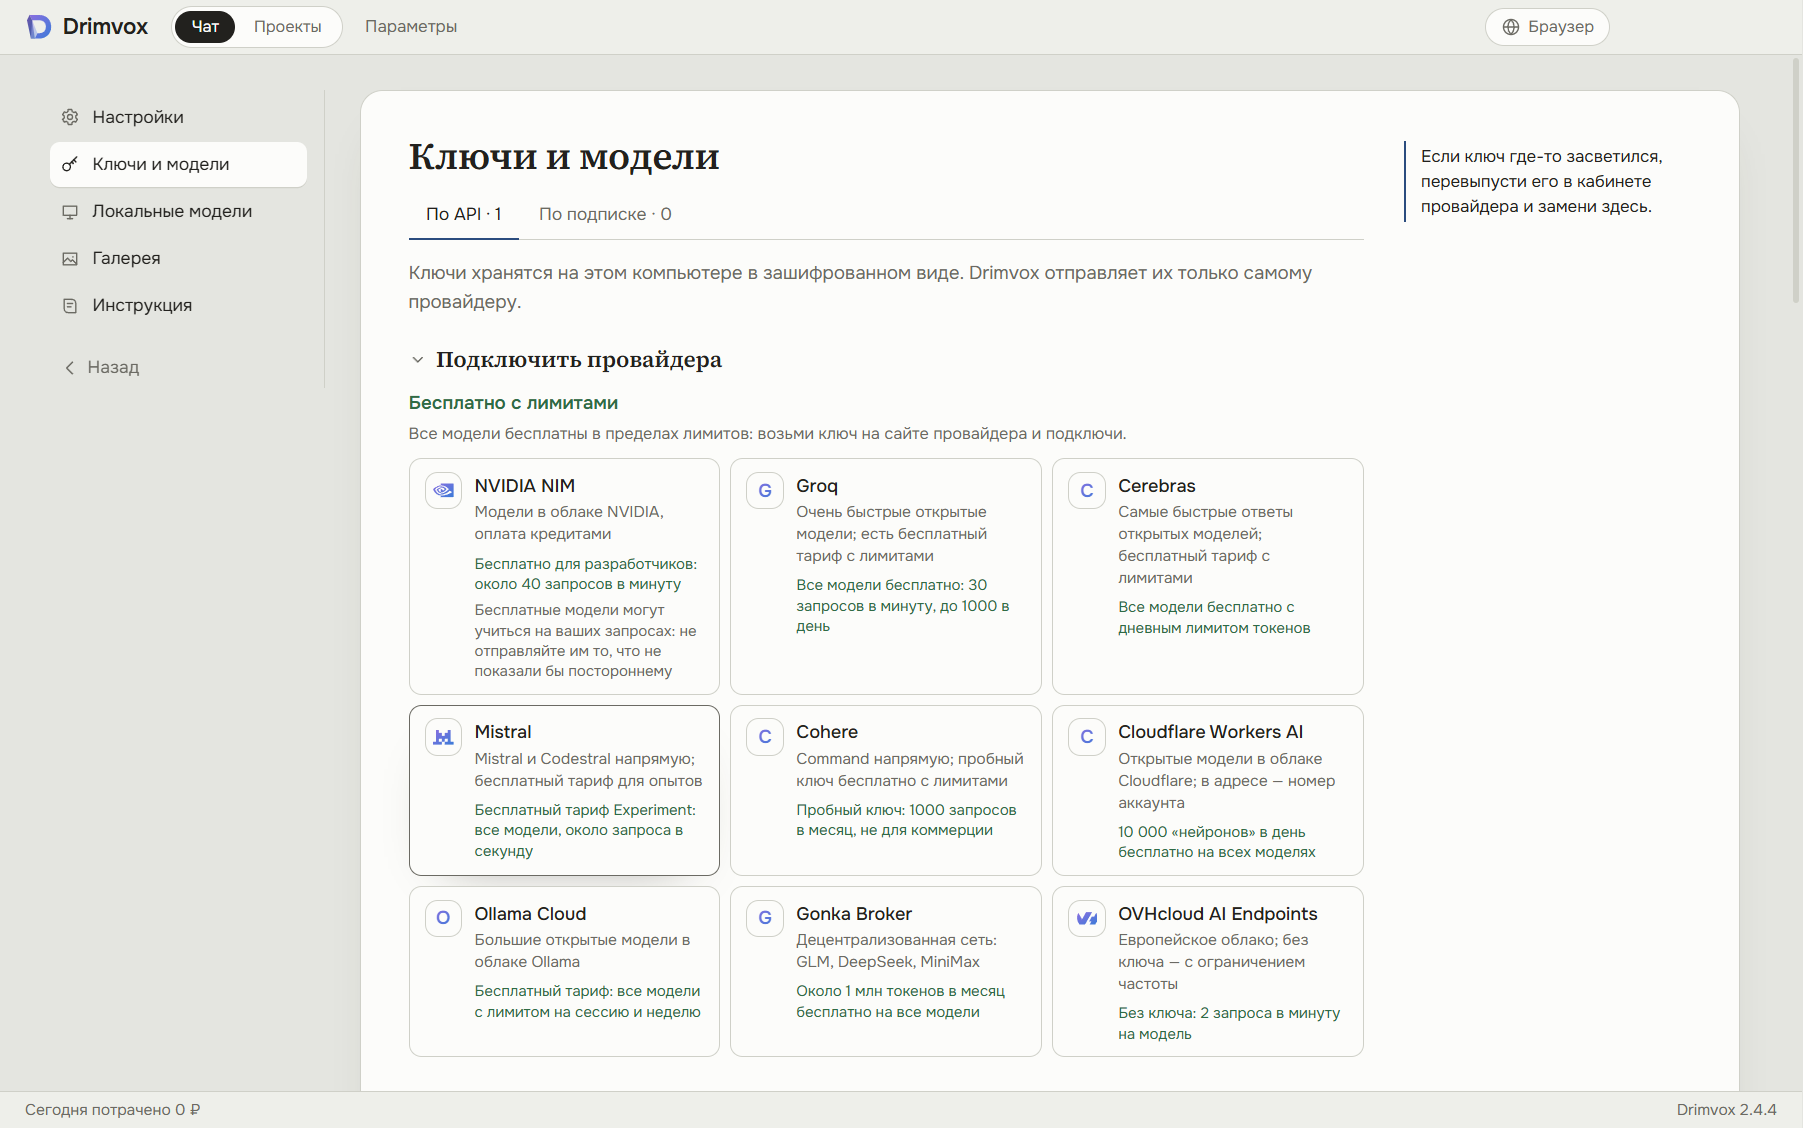 Drimvox
Чат
Проекты
Параметры
Браузер
Настройки
Ключи и модели
Локальные модели
Галерея
Инструкция
Назад
Ключи и модели
По API · 1
По подписке · 0
Ключи хранятся на этом компьютере в зашифрованном виде. Drimvox отправляет их только самому
провайдеру.
Если ключ где-то засветился,
перевыпусти его в кабинете
провайдера и замени здесь.
Подключить провайдера
Бесплатно с лимитами
Все модели бесплатны в пределах лимитов: возьми ключ на сайте провайдера и подключи.
NVIDIA NIM
Модели в облаке NVIDIA,
оплата кредитами
Бесплатно для разработчиков:
около 40 запросов в минуту
Бесплатные модели могут
учиться на ваших запросах: не
отправляйте им то, что не
показали бы постороннему
G
Groq
Очень быстрые открытые
модели; есть бесплатный
тариф с лимитами
Все модели бесплатно: 30
запросов в минуту, до 1000 в
день
C
Cerebras
Самые быстрые ответы
открытых моделей;
бесплатный тариф с
лимитами
Все модели бесплатно с
дневным лимитом токенов
Mistral
Mistral и Codestral напрямую;
бесплатный тариф для опытов
Бесплатный тариф Experiment:
все модели, около запроса в
секунду
C
Cohere
Command напрямую; пробный
ключ бесплатно с лимитами
Пробный ключ: 1000 запросов
в месяц, не для коммерции
C
Cloudflare Workers AI
Открытые модели в облаке
Cloudflare; в адресе — номер
аккаунта
10 000 «нейронов» в день
бесплатно на всех моделях
O
Ollama Cloud
Большие открытые модели в
облаке Ollama
Бесплатный тариф: все модели
с лимитом на сессию и неделю
G
Gonka Broker
Децентрализованная сеть:
GLM, DeepSeek, MiniMax
Около 1 млн токенов в месяц
бесплатно на все модели
OVHcloud AI Endpoints
Европейское облако; без
ключа — с ограничением
частоты
Без ключа: 2 запроса в минуту
на модель
Сегодня потрачено 0 ₽
Drimvox 2.4.4